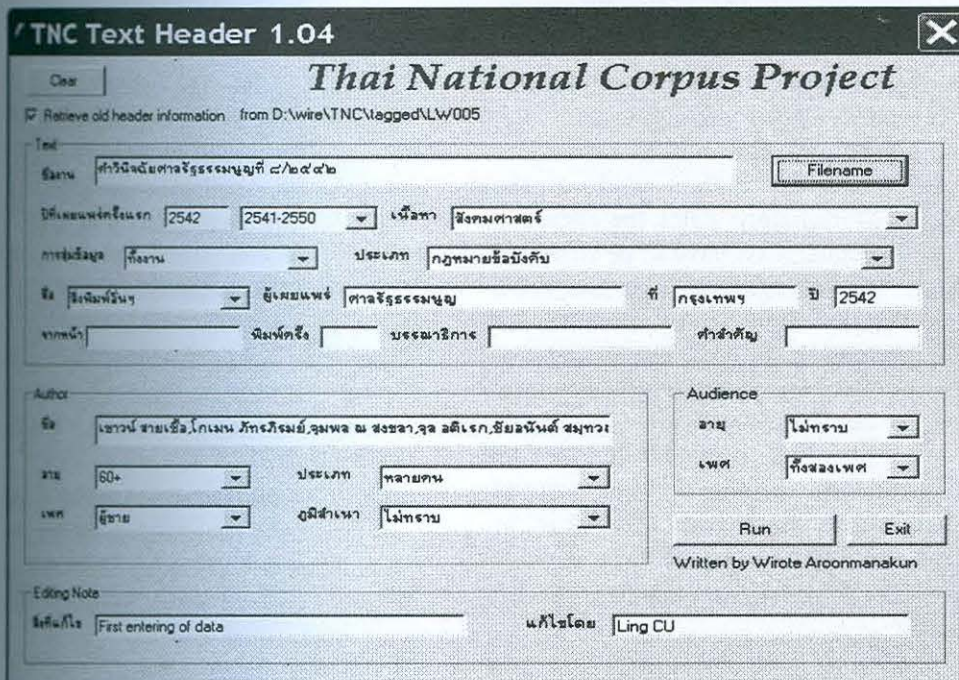 TNC Text Header 1.04
Clear
Thai National Corpus Project
Retrieve old header information from D:\wire\TNC\tagged\LW005
Text
ชื่องาน คำวินิจฉัยศาลรัฐธรรมนูญที่ ๘/๒๕๔๒ Filename
ปีที่เผยแพร่ครั้งแรก 2542 2541-2550 เนื้อหา สังคมศาสตร์
การสุ่มข้อมูล ทั้งงาน ประเภท กฎหมายข้อบังคับ
สื่อ สิ่งพิมพ์อื่นๆ ผู้เผยแพร่ ศาลรัฐธรรมนูญ ที่ กรุงเทพฯ ปี 2542
จากหน้า พิมพ์ครั้ง บรรณาธิการ คำสำคัญ
Author
ชื่อ เชาวน์ สายเชื้อ,โกเมน ภัทรภิรมย์,จุมพล ณ สงขลา,จุล อติเรก,ชัยอนันต์ สมุทวะ
อายุ 60+ ประเภท หลายคน
เพศ ผู้ชาย ภูมิลำเนา ไม่ทราบ
Audience
อายุ ไม่ทราบ
เพศ ทั้งสองเพศ
Run Exit
Written by Wirote Aroonmanakun
Editing Note
สิ่งที่แก้ไข First entering of data แก้ไขโดย Ling CU